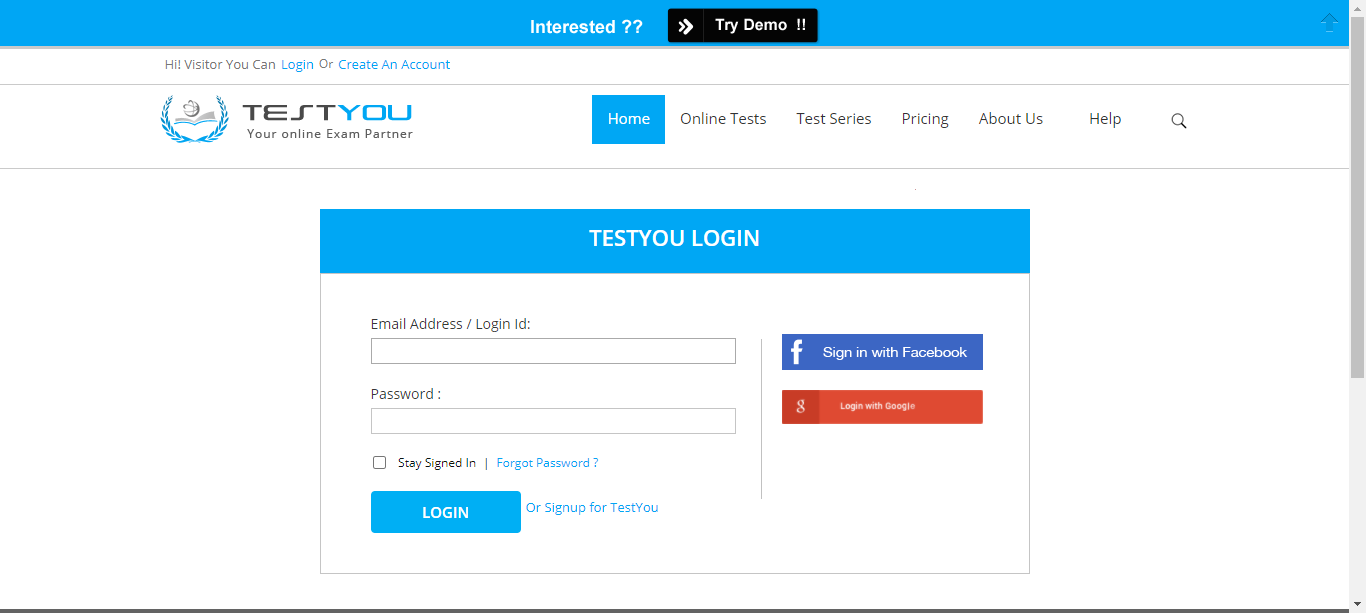 Interested ??
Try Demo !!
Hi! Visitor You Can Login Or Create An Account
TESTYOU
Your online Exam Partner
Home Online Tests Test Series Pricing About Us Help
TESTYOU LOGIN
Email Address / Login Id:
Password :
Stay Signed In | Forgot Password ?
LOGIN Or Signup for TestYou
f Sign in with Facebook
g Login with Google